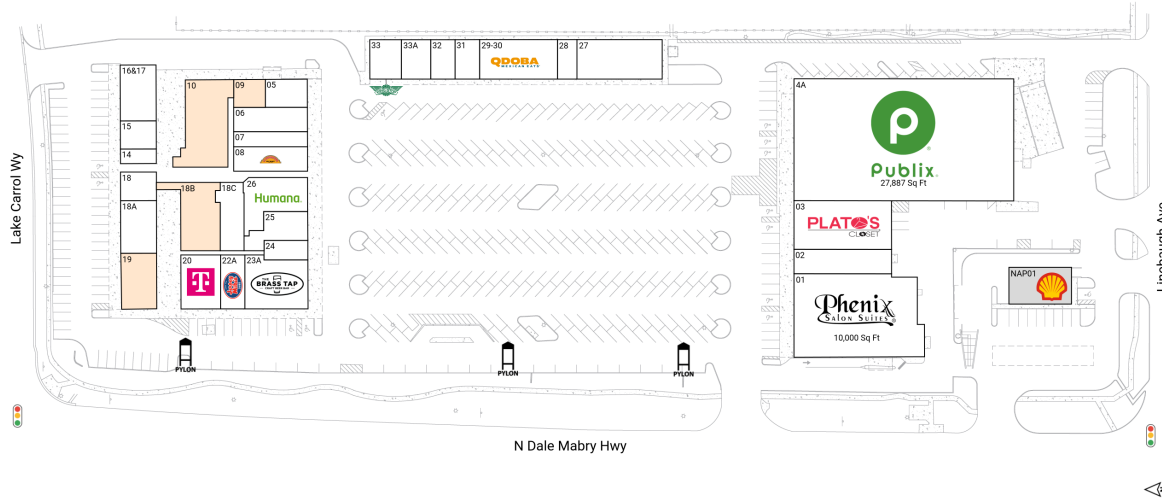 33
33A
32
31
29-30
QDOBA
MEXICAN EATS
28
27
16&17
15
14
10
09
05
06
07
08
18
18A
19
18B
18C
26
Humana
25
24
20
T
22A
23A
THE
BRASS TAP
CRAFT BEER BAR
4A
Publix.
27,887 Sq Ft
03
PLATO'S
CLOSET
02
01
Phenix
SALON SUITES
10,000 Sq Ft
NAP01
PYLON
PYLON
PYLON
Lake Carrol Wy
N Dale Mabry Hwy
Linebaugh Ave